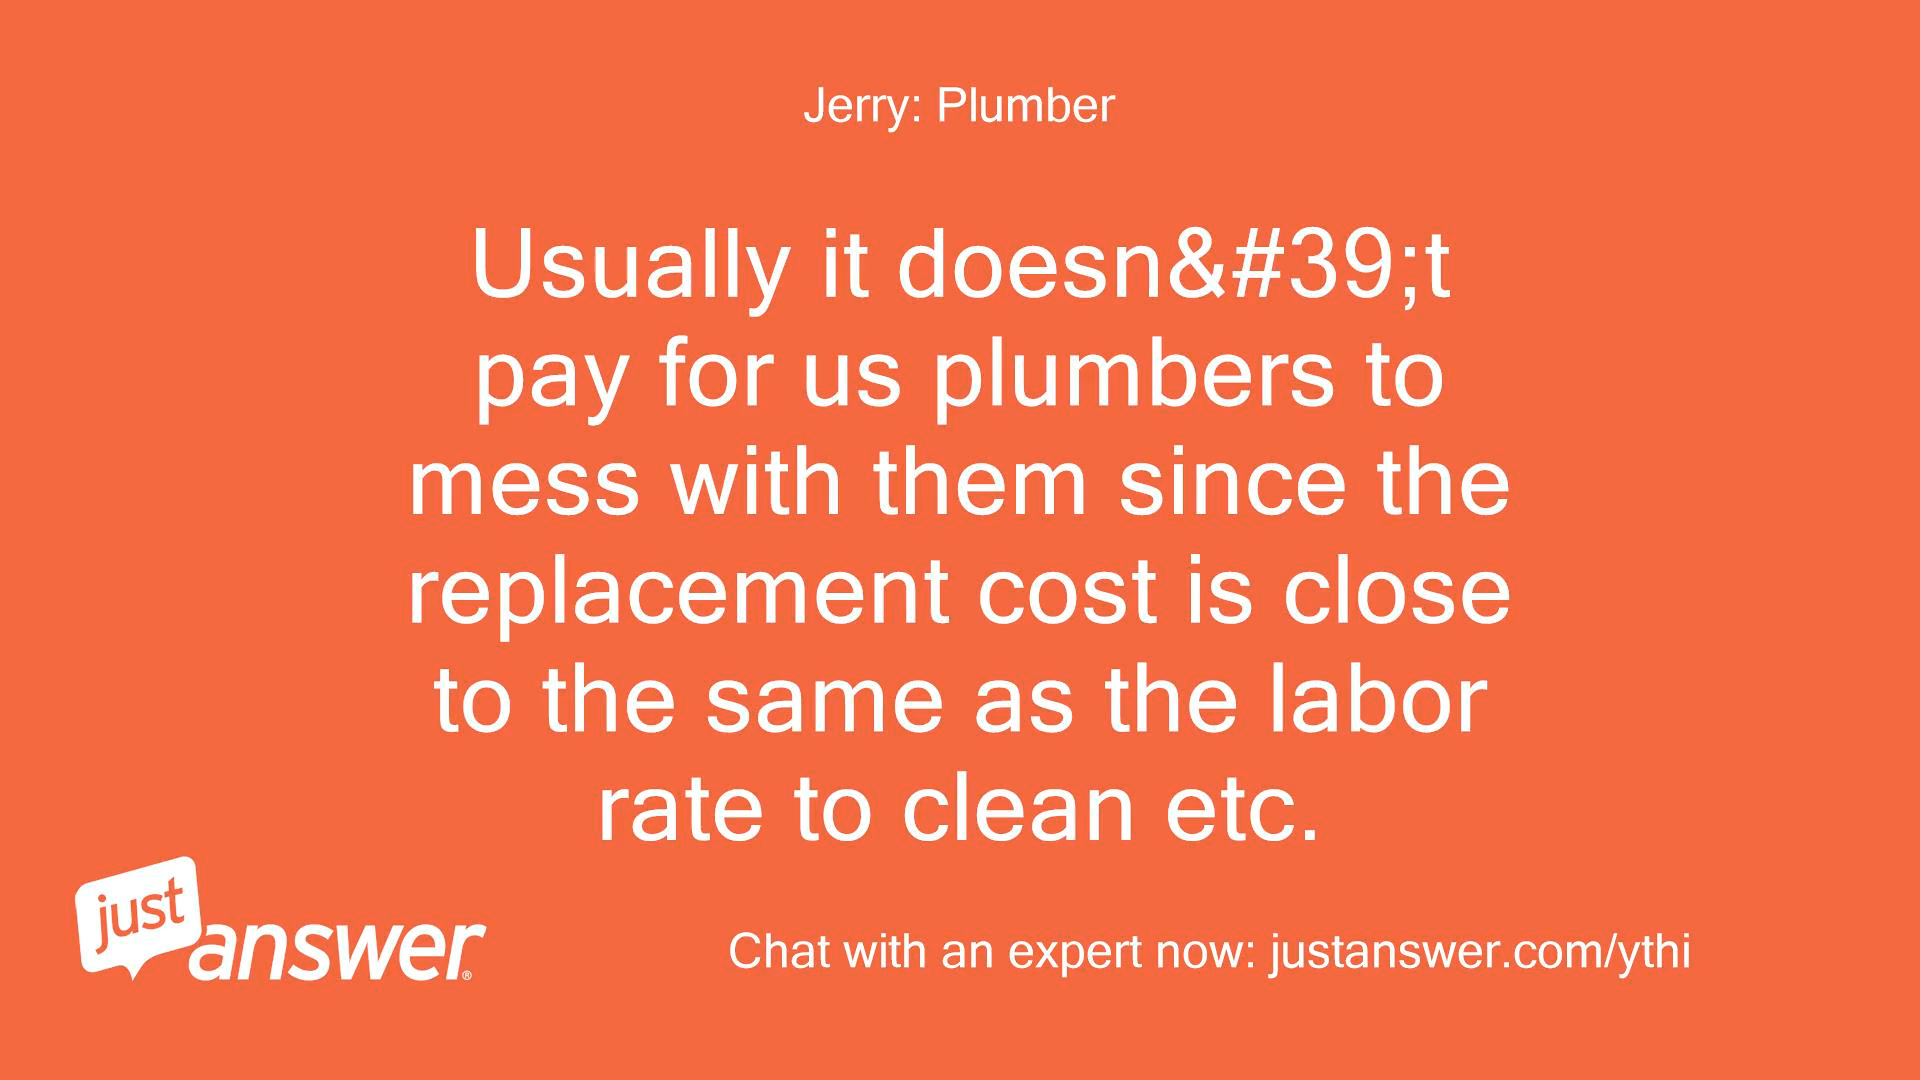 Jerry: Plumber
Usually it doesn&#39;t
pay for us plumbers to
mess with them since the
replacement cost is close
to the same as the labor
rate to clean etc.
just
answer®
Chat with an expert now: justanswer.com/ythi